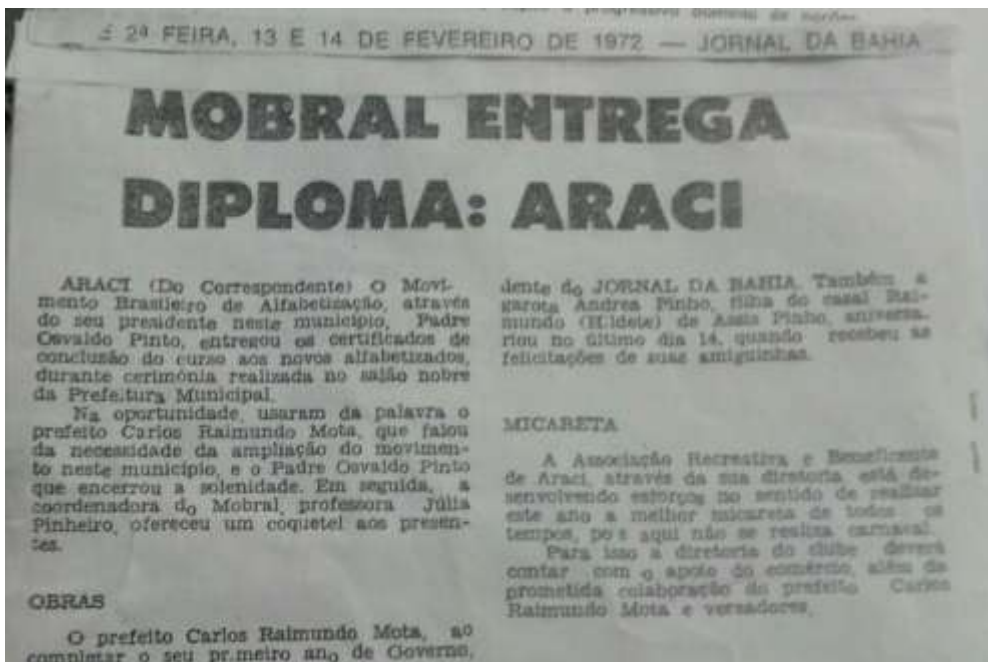 E 2ª FEIRA, 13 E 14 DE FEVEREIRO DE 1972 — JORNAL DA BAHIA
MOBRAL ENTREGA
DIPLOMA: ARACI
ARACI (Do Correspondente) O Movi-
mento Brasileiro de Alfabetização, através
do seu presidente neste município, Padre
Osvaldo Pinto, entregou os certificados de
conclusão do curso aos novos alfabetizados,
durante cerimônia realizada no salão nobre
da Prefeitura Municipal.
Na oportunidade, usaram da palavra o
prefeito Carlos Raimundo Mota, que falou
da necessidade da ampliação do movimen-
to neste município, e o Padre Osvaldo Pinto
que encerrou a solenidade. Em seguida, a
coordenadora do Mobral, professora Júlia
Pinheiro, ofereceu um coquetel aos presen-
tes.
OBRAS
O prefeito Carlos Raimundo Mota, ao
completar o seu primeiro ano de Governo,
dente do JORNAL DA BAHIA. Também a
garota Andrea Pinho, filha do casal Rai-
mundo (Hildete) de Assis Pinho, aniversa-
riou no último dia 14, quando recebeu as
felicitações de suas amiguinhas.
MICARETA
A Associação Recreativa e Beneficente
de Araci, através da sua diretoria está de-
senvolvendo esforços no sentido de realizar
este ano a melhor micareta de todos os
tempos, pois aqui não se realiza carnaval.
Para isso a diretoria do clube deverá
contar com o apoio do comércio, além da
prometida colaboração do prefeito Carlos
Raimundo Mota e vereadores.